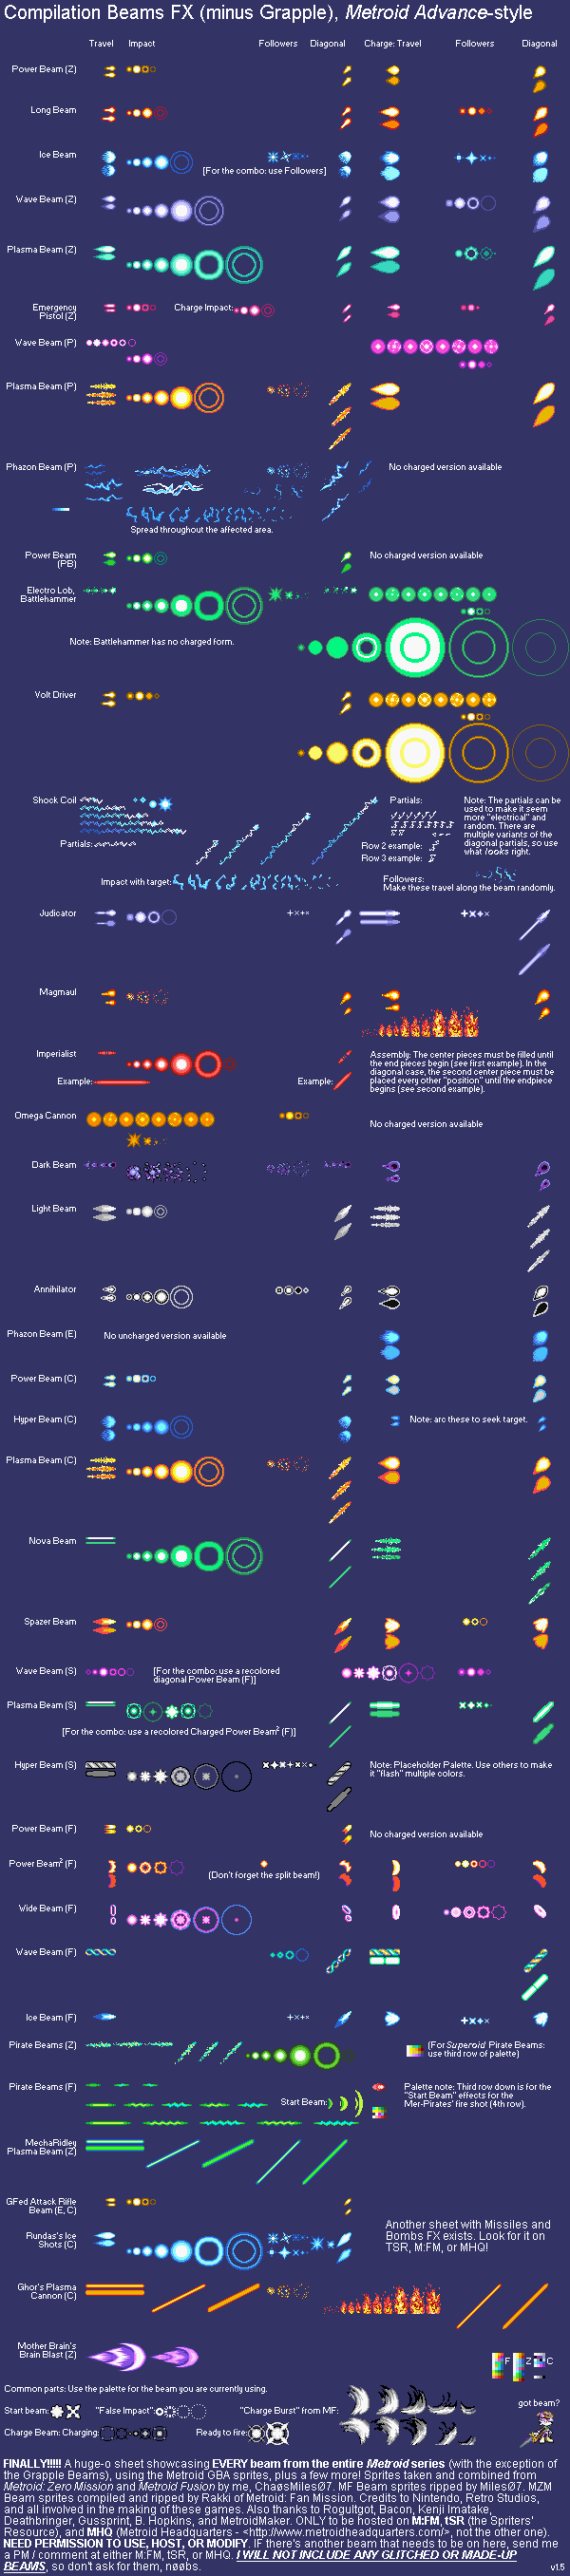 Compilation Beams FX (minus Grapple), Metroid Advance-style
Travel Impact Followers Diagonal Charge: Travel Followers Diagonal
Power Beam (Z)
Long Beam
Ice Beam
[For the combo: use Followers]
Wave Beam (Z)
Plasma Beam (Z)
Emergency
Pistol (Z)
Charge Impact:
Wave Beam (P)
Plasma Beam (P)
Phazon Beam (P)
No charged version available
Spread throughout the affected area.
Power Beam
(PB)
No charged version available
Electro Lob,
Battlehammer
Note: Battlehammer has no charged form.
Volt Driver
Shock Coil
Partials:
Partials:
Row 2 example:
Row 3 example:
Note: The partials can be
used to make it seem
more "electrical" and
random. There are
multiple variants of the
diagonal partials, so use
what looks right.
Impact with target:
Followers:
Make these travel along the beam randomly.
Judicator
Magmaul
Imperialist
Example:
Example:
Assembly: The center pieces must be filled until
the end pieces begin (see first example). In the
diagonal case, the second center piece must be
placed every other "position" until the endpiece
begins (see second example).
Omega Cannon
No charged version available
Dark Beam
Light Beam
Annihilator
Phazon Beam (E)
No uncharged version available
Power Beam (C)
Hyper Beam (C)
Note: arc these to seek target.
Plasma Beam (C)
Nova Beam
Spazer Beam
Wave Beam (S)
[For the combo: use a recolored
diagonal Power Beam (F)]
Plasma Beam (S)
[For the combo: use a recolored Charged Power Beam² (F)]
Hyper Beam (S)
Note: Placeholder Palette. Use others to make
it "flash" multiple colors.
Power Beam (F)
No charged version available
Power Beam² (F)
(Don't forget the split beam!)
Wide Beam (F)
Wave Beam (F)
Ice Beam (F)
Pirate Beams (Z)
(For Superoid Pirate Beams:
use third row of palette)
Pirate Beams (F)
Start Beam:
Palette note: Third row down is for the
"Start Beam" effects for the
Mer-Pirates' fire shot (4th row).
MechaRidley
Plasma Beam (Z)
GFed Attack Rifle
Beam (E, C)
Rundas's Ice
Shots (C)
Another sheet with Missiles and
Bombs FX exists. Look for it on
TSR, M:FM, or MHQ!
Ghor's Plasma
Cannon (C)
Mother Brain's
Brain Blast (Z)
F Z C
Common parts: Use the palette for the beam you are currently using.
Start beam: "False Impact": "Charge Burst" from MF:
got beam?
Charge Beam: Charging: Ready to fire:
FINALLY!!!!! A huge-o sheet showcasing EVERY beam from the entire Metroid series (with the exception of
the Grapple Beams), using the Metroid GBA sprites, plus a few more! Sprites taken and combined from
Metroid: Zero Mission and Metroid Fusion by me, ChaøsMilesØ7. MF Beam sprites ripped by MilesØ7. MZM
Beam sprites compiled and ripped by Rakki of Metroid: Fan Mission. Credits to Nintendo, Retro Studios,
and all involved in the making of these games. Also thanks to Rogultgot, Bacon, Kenji Imatake,
Deathbringer, Gussprint, B. Hopkins, and MetroidMaker. ONLY to be hosted on M:FM, tSR (the Spriters'
Resource), and MHQ (Metroid Headquarters - <http://www.metroidheadquarters.com/>, not the other one).
NEED PERMISSION TO USE, HOST, OR MODIFY. IF there's another beam that needs to be on here, send
me a PM / comment at either M:FM, tSR, or MHQ. I WILL NOT INCLUDE ANY GLITCHED OR MADE-UP
BEAMS, so don't ask for them, nøøbs.
v1.5